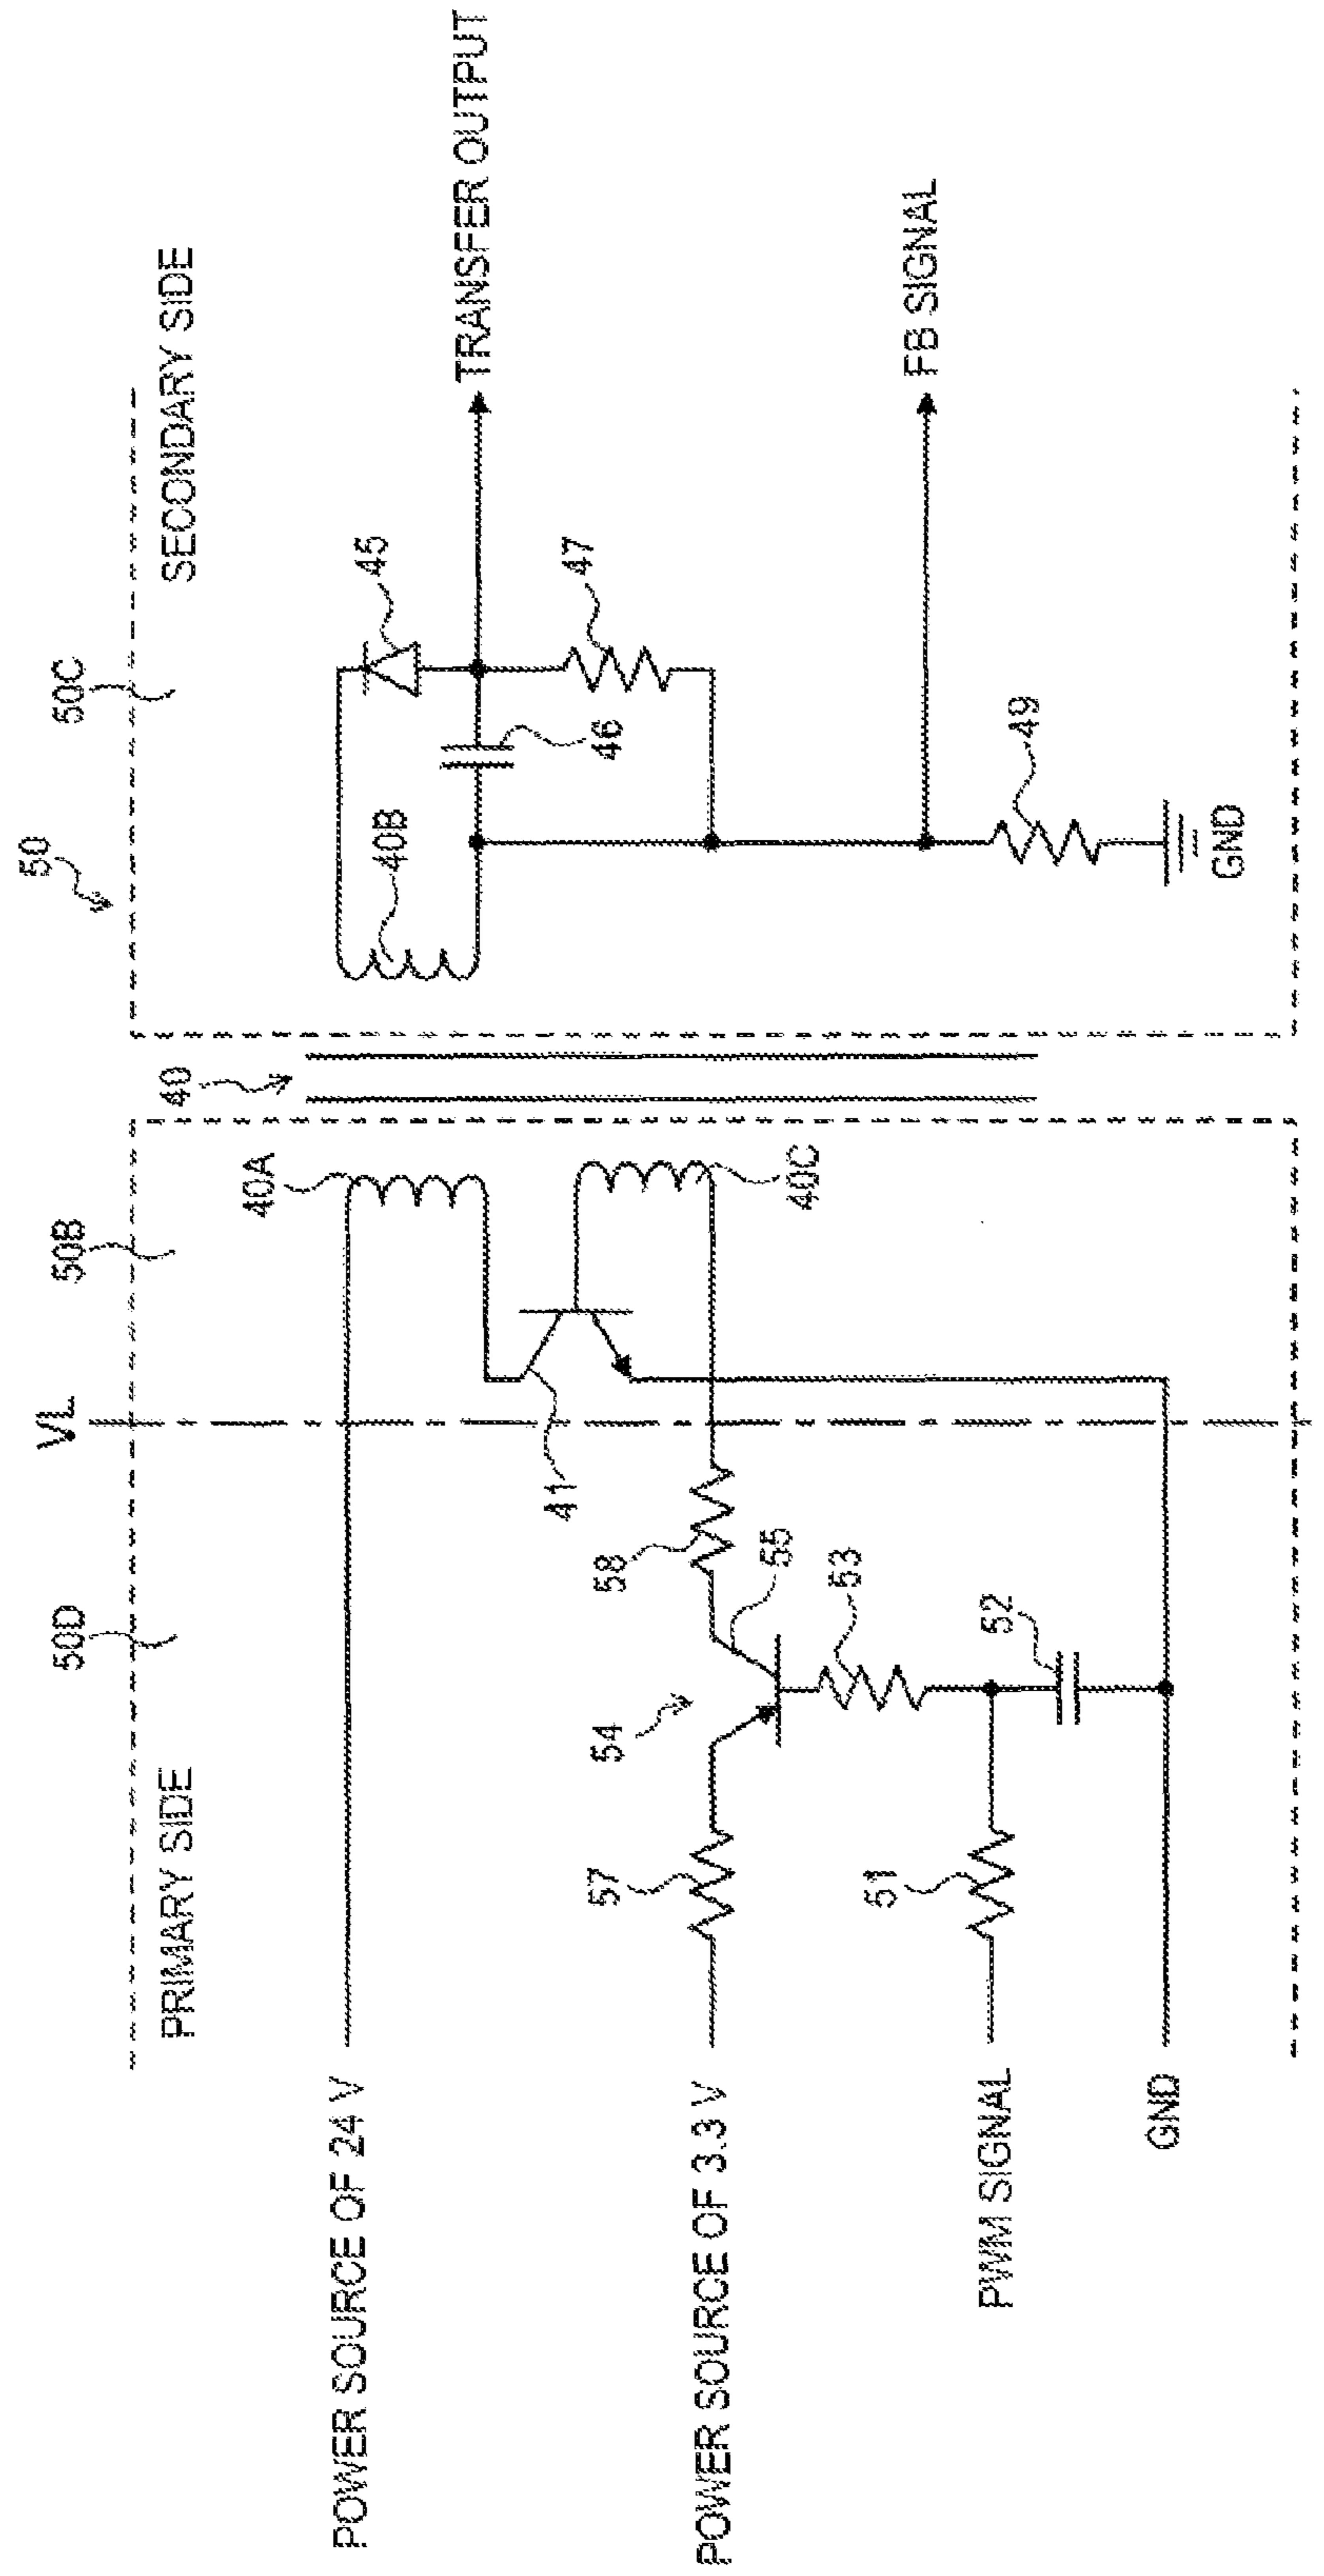 50
PRIMARY SIDE
50D
VL
50B
40
50C
SECONDARY SIDE
POWER SOURCE OF 24 V
40A
40B
45
TRANSFER OUTPUT
41
46
47
POWER SOURCE OF 3.3 V
57
54
58
55
40C
53
PWM SIGNAL
51
52
FB SIGNAL
49
GND
GND